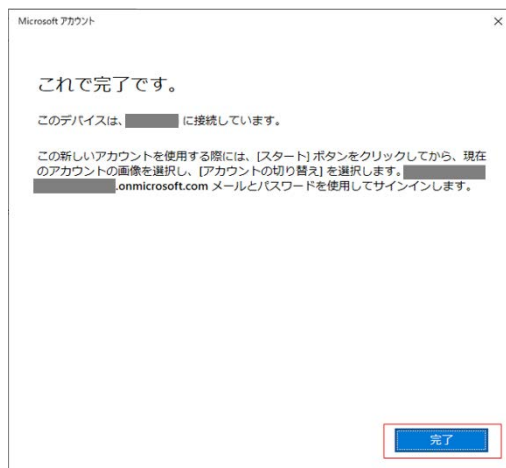 Microsoft アカウント
これで完了です。
このデバイスは、 に接続しています。
この新しいアカウントを使用する際には、[スタート] ボタンをクリックしてから、現在
のアカウントの画像を選択し、[アカウントの切り替え] を選択します。
.onmicrosoft.com メールとパスワードを使用してサインインします。
完了